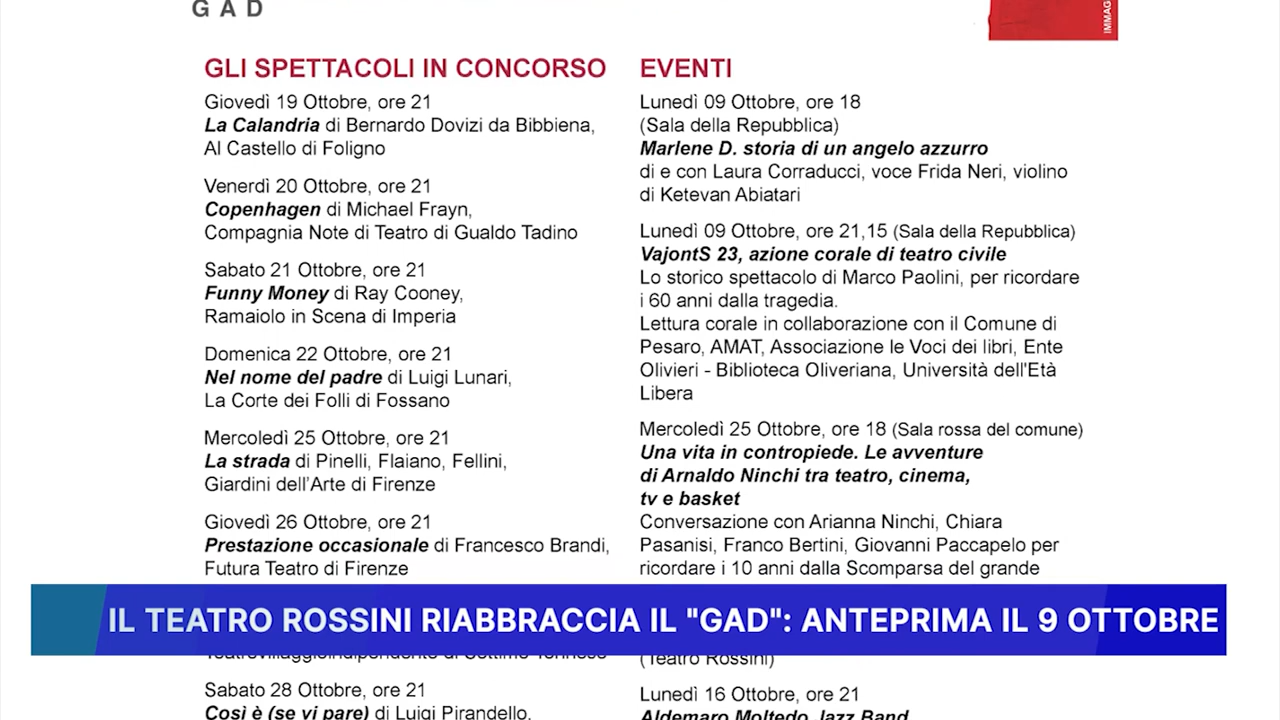 GAD
IMMAG
GLI SPETTACOLI IN CONCORSO
Giovedì 19 Ottobre, ore 21
La Calandria di Bernardo Dovizi da Bibbiena,
Al Castello di Foligno
Venerdì 20 Ottobre, ore 21
Copenhagen di Michael Frayn,
Compagnia Note di Teatro di Gualdo Tadino
Sabato 21 Ottobre, ore 21
Funny Money di Ray Cooney,
Ramaiolo in Scena di Imperia
Domenica 22 Ottobre, ore 21
Nel nome del padre di Luigi Lunari,
La Corte dei Folli di Fossano
Mercoledì 25 Ottobre, ore 21
La strada di Pinelli, Flaiano, Fellini,
Giardini dell'Arte di Firenze
Giovedì 26 Ottobre, ore 21
Prestazione occasionale di Francesco Brandi,
Futura Teatro di Firenze
Sabato 28 Ottobre, ore 21
Così è (se vi pare) di Luigi Pirandello,
EVENTI
Lunedì 09 Ottobre, ore 18
(Sala della Repubblica)
Marlene D. storia di un angelo azzurro
di e con Laura Corraducci, voce Frida Neri, violino
di Ketevan Abiatari
Lunedì 09 Ottobre, ore 21,15 (Sala della Repubblica)
VajontS 23, azione corale di teatro civile
Lo storico spettacolo di Marco Paolini, per ricordare
i 60 anni dalla tragedia.
Lettura corale in collaborazione con il Comune di
Pesaro, AMAT, Associazione le Voci dei libri, Ente
Olivieri - Biblioteca Oliveriana, Università dell'Età
Libera
Mercoledì 25 Ottobre, ore 18 (Sala rossa del comune)
Una vita in contropiede. Le avventure
di Arnaldo Ninchi tra teatro, cinema,
tv e basket
Conversazione con Arianna Ninchi, Chiara
Pasanisi, Franco Bertini, Giovanni Paccapelo per
ricordare i 10 anni dalla Scomparsa del grande
(Teatro Rossini)
Lunedì 16 Ottobre, ore 21
Aldemaro Moltedo Jazz Band
IL TEATRO ROSSINI RIABBRACCIA IL "GAD": ANTEPRIMA IL 9 OTTOBRE